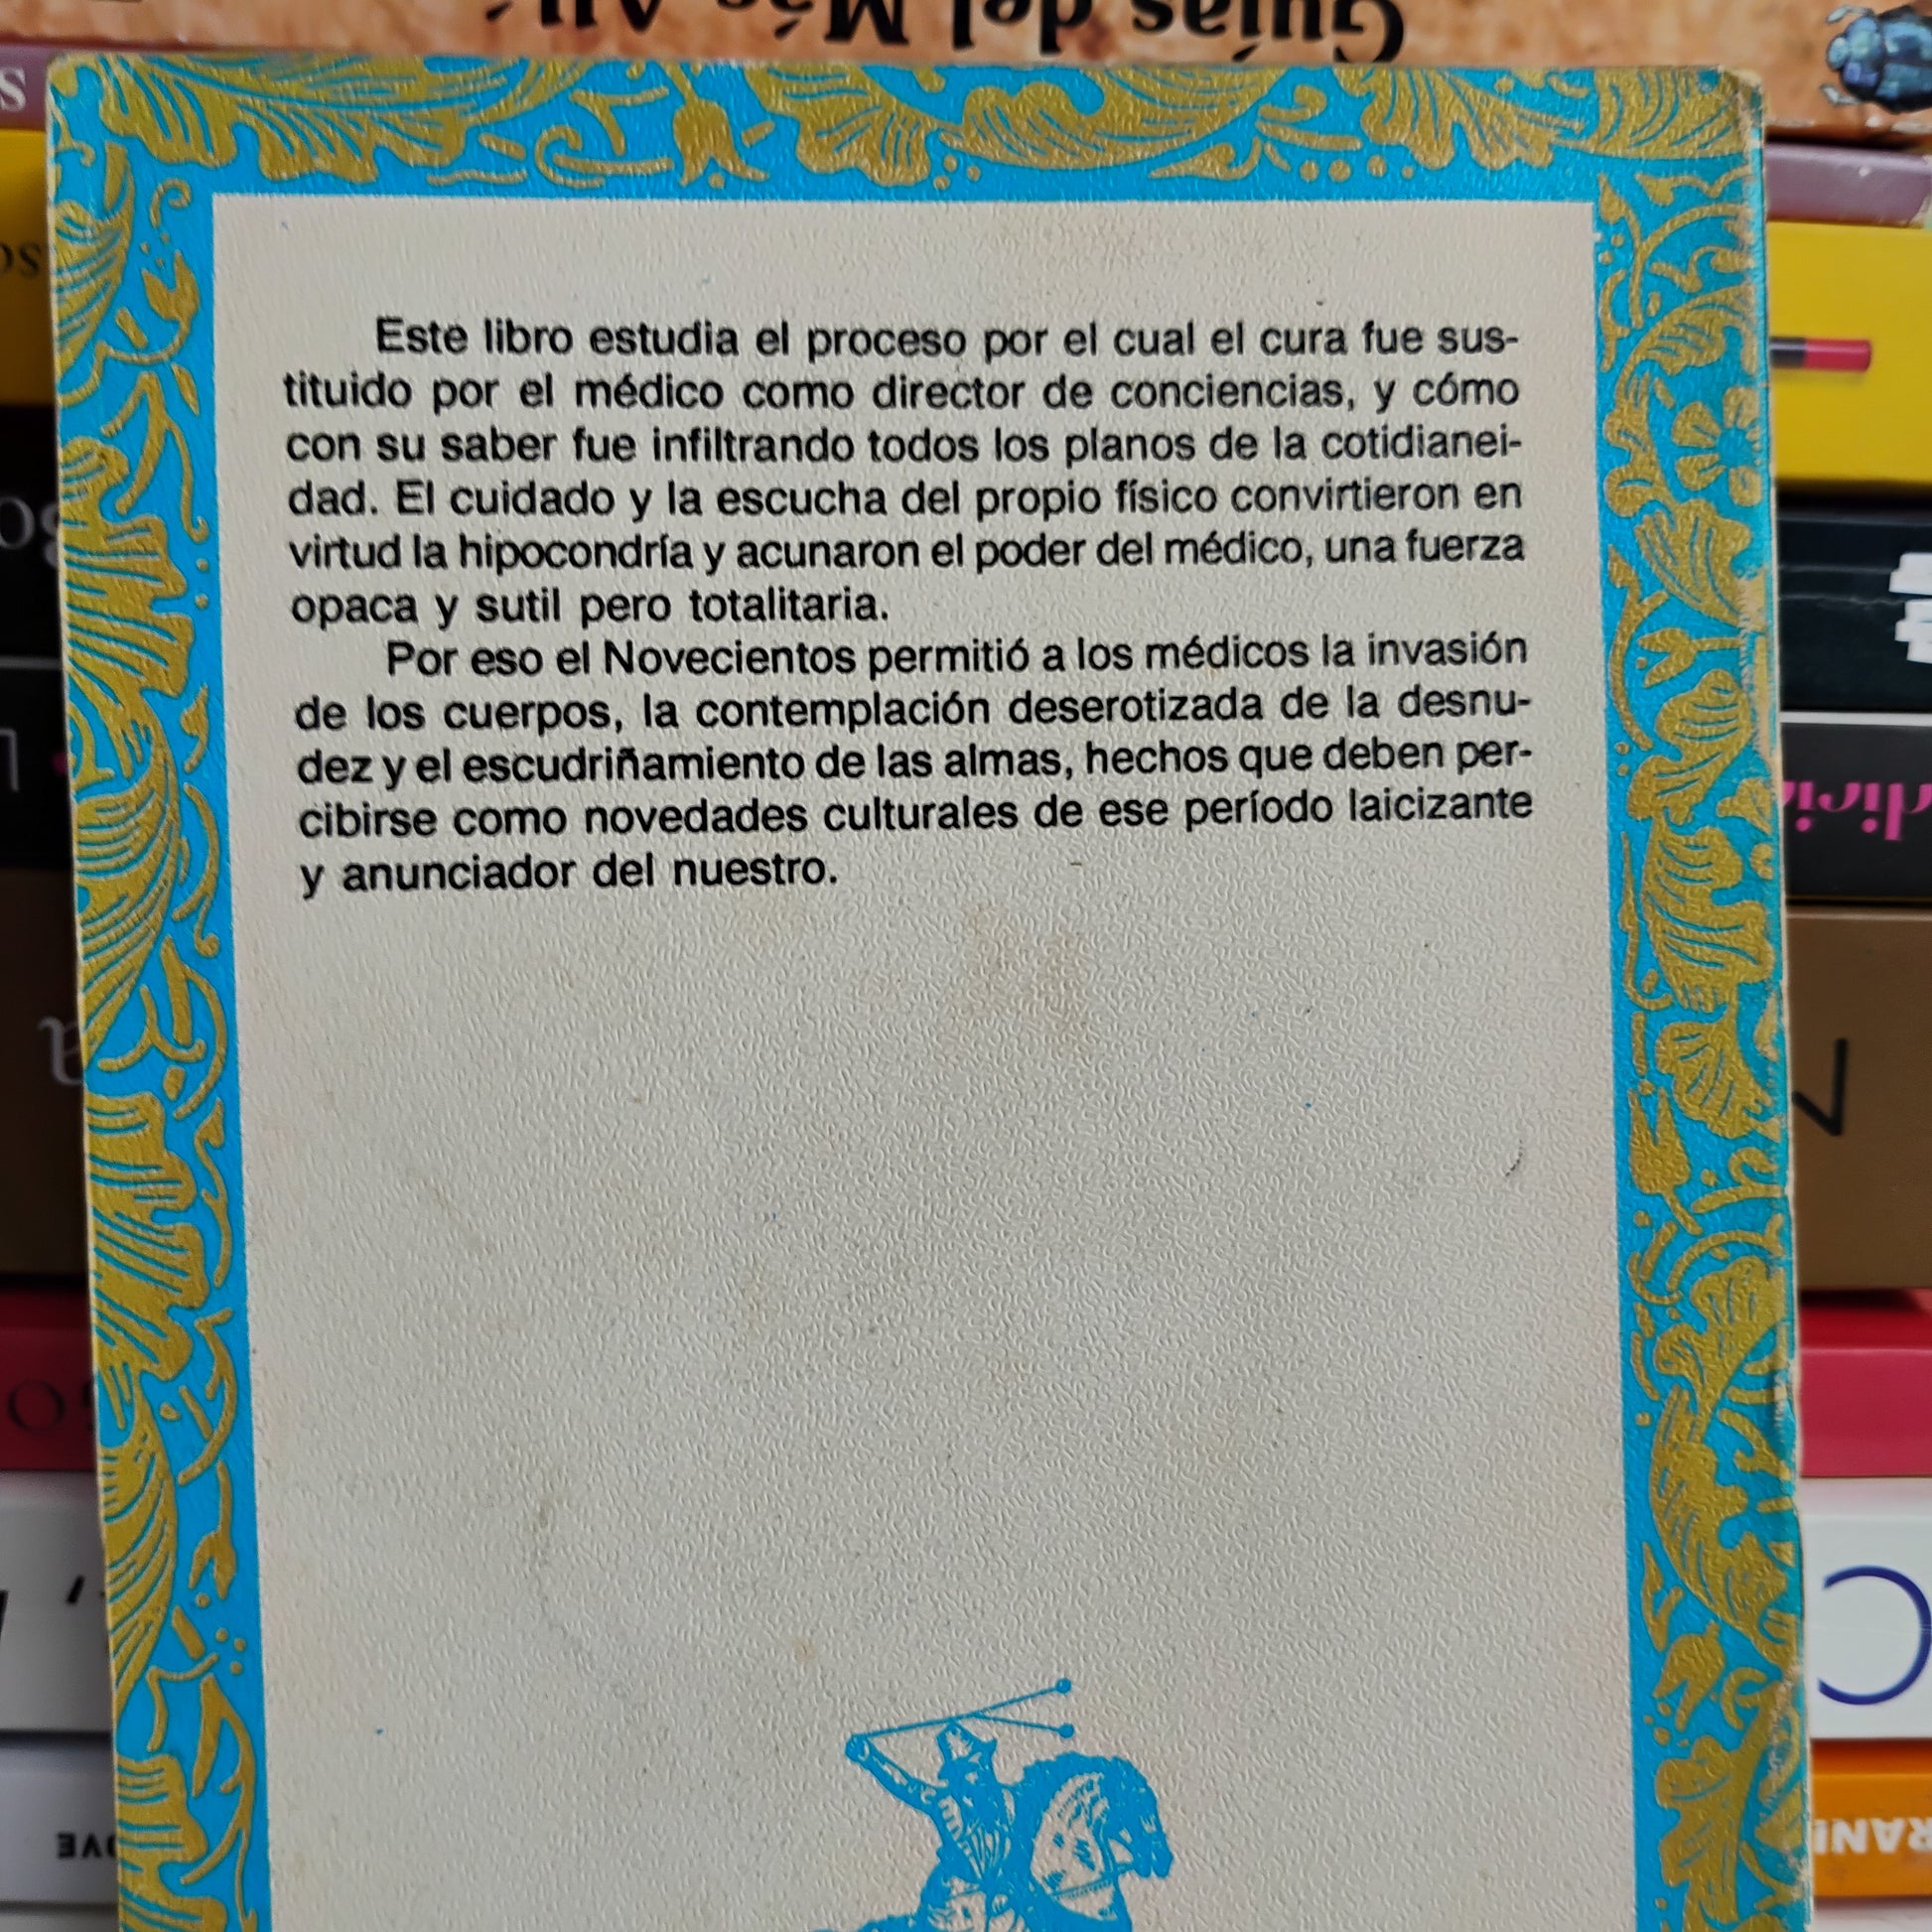 Guías del Más Allá
Este libro estudia el proceso por el cual el cura fue sus-
tituido por el médico como director de conciencias, y cómo
con su saber fue infiltrando todos los planos de la cotidianei-
dad. El cuidado y la escucha del propio físico convirtieron en
virtud la hipocondría y acunaron el poder del médico, una fuerza
opaca y sutil pero totalitaria.
Por eso el Novecientos permitió a los médicos la invasión
de los cuerpos, la contemplación deserotizada de la desnu-
dez y el escudriñamiento de las almas, hechos que deben per-
cibirse como novedades culturales de ese período laicizante
y anunciador del nuestro.